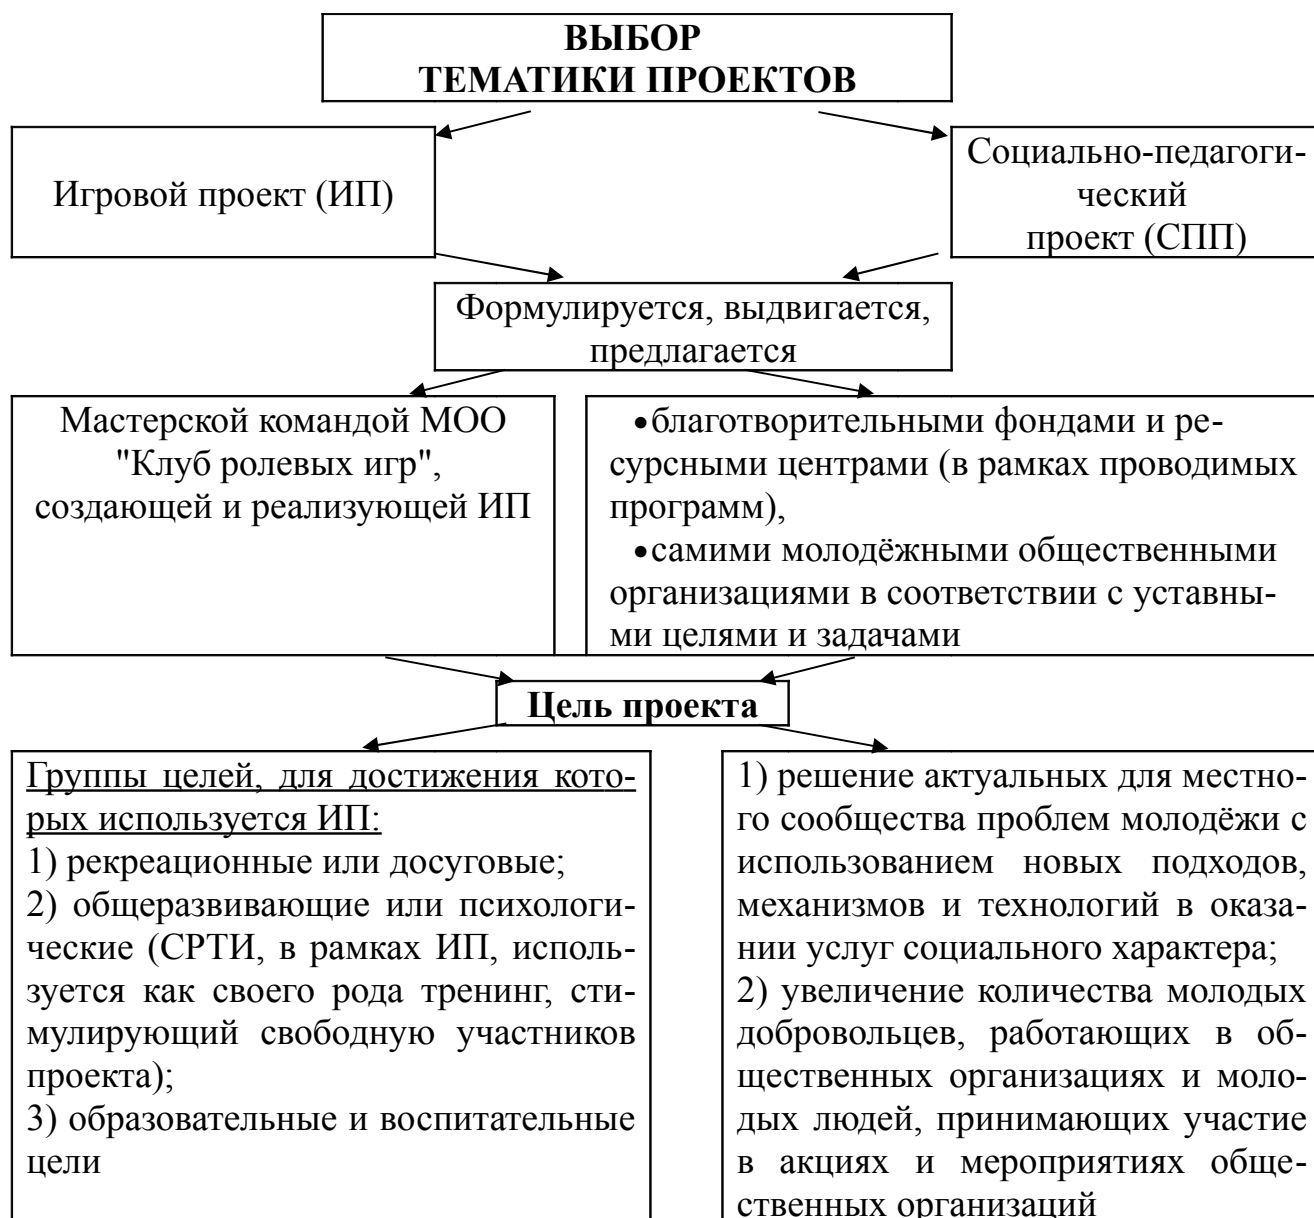 ВЫБОР
ТЕМАТИКИ ПРОЕКТОВ
Игровой проект (ИП)
Социально-педагоги-
ческий
проект (СПП)
Формулируется, выдвигается,
предлагается
Мастерской командой МОО
"Клуб ролевых игр",
создающей и реализующей ИП
•благотворительными фондами и ре-
сурсными центрами (в рамках проводимых
программ),
•самими молодёжными общественными
организациями в соответствии с уставны-
ми целями и задачами
Цель проекта
Группы целей, для достижения кото-
рых используется ИП:
1) рекреационные или досуговые;
2) общеразвивающие или психологи-
ческие (СРТИ, в рамках ИП, исполь-
зуется как своего рода тренинг, сти-
мулирующий свободную участников
проекта);
3) образовательные и воспитательные
цели
1) решение актуальных для местно-
го сообщества проблем молодёжи с
использованием новых подходов,
механизмов и технологий в оказа-
нии услуг социального характера;
2) увеличение количества молодых
добровольцев, работающих в об-
щественных организациях и моло-
дых людей, принимающих участие
в акциях и мероприятиях обще-
ственных организаций